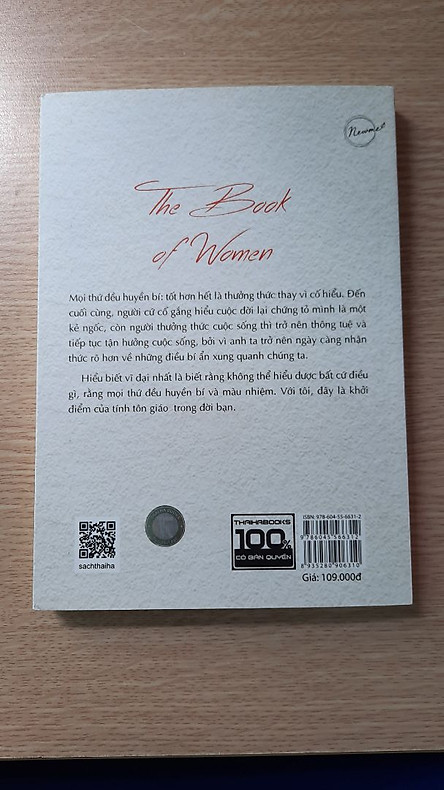 Newme
The Book
of Women
Mọi thứ đều huyền bí: tốt hơn hết là thưởng thức thay vì cố hiểu. Đến
cuối cùng, người cứ cố gắng hiểu cuộc đời lại chứng tỏ mình là một
kẻ ngốc, còn người thưởng thức cuộc sống thì trở nên thông tuệ và
tiếp tục tận hưởng cuộc sống, bởi vì anh ta trở nên ngày càng nhận
thức rõ hơn về những điều bí ẩn xung quanh chúng ta.
Hiểu biết vĩ đại nhất là biết rằng không thể hiểu được bất cứ điều
gì, rằng mọi thứ đều huyền bí và màu nhiệm. Với tôi, đây là khởi
điểm của tính tôn giáo trong đời bạn.
sachthaiha
THAIHABOOKS
100%
CÓ BẢN QUYỀN
ISBN: 978-604-55-6631-2
9 786045 566312
8 935280 906310
Giá: 109.000đ